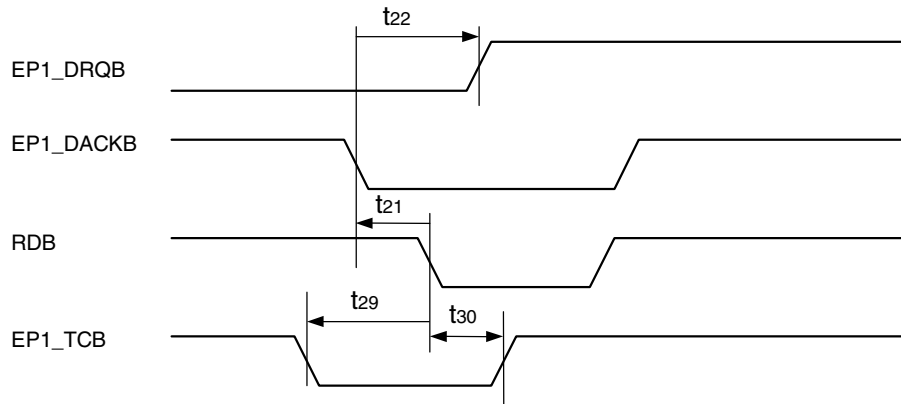 t22
EP1_DRQB
EP1_DACKB
t21
RDB
t29
t30
EP1_TCB